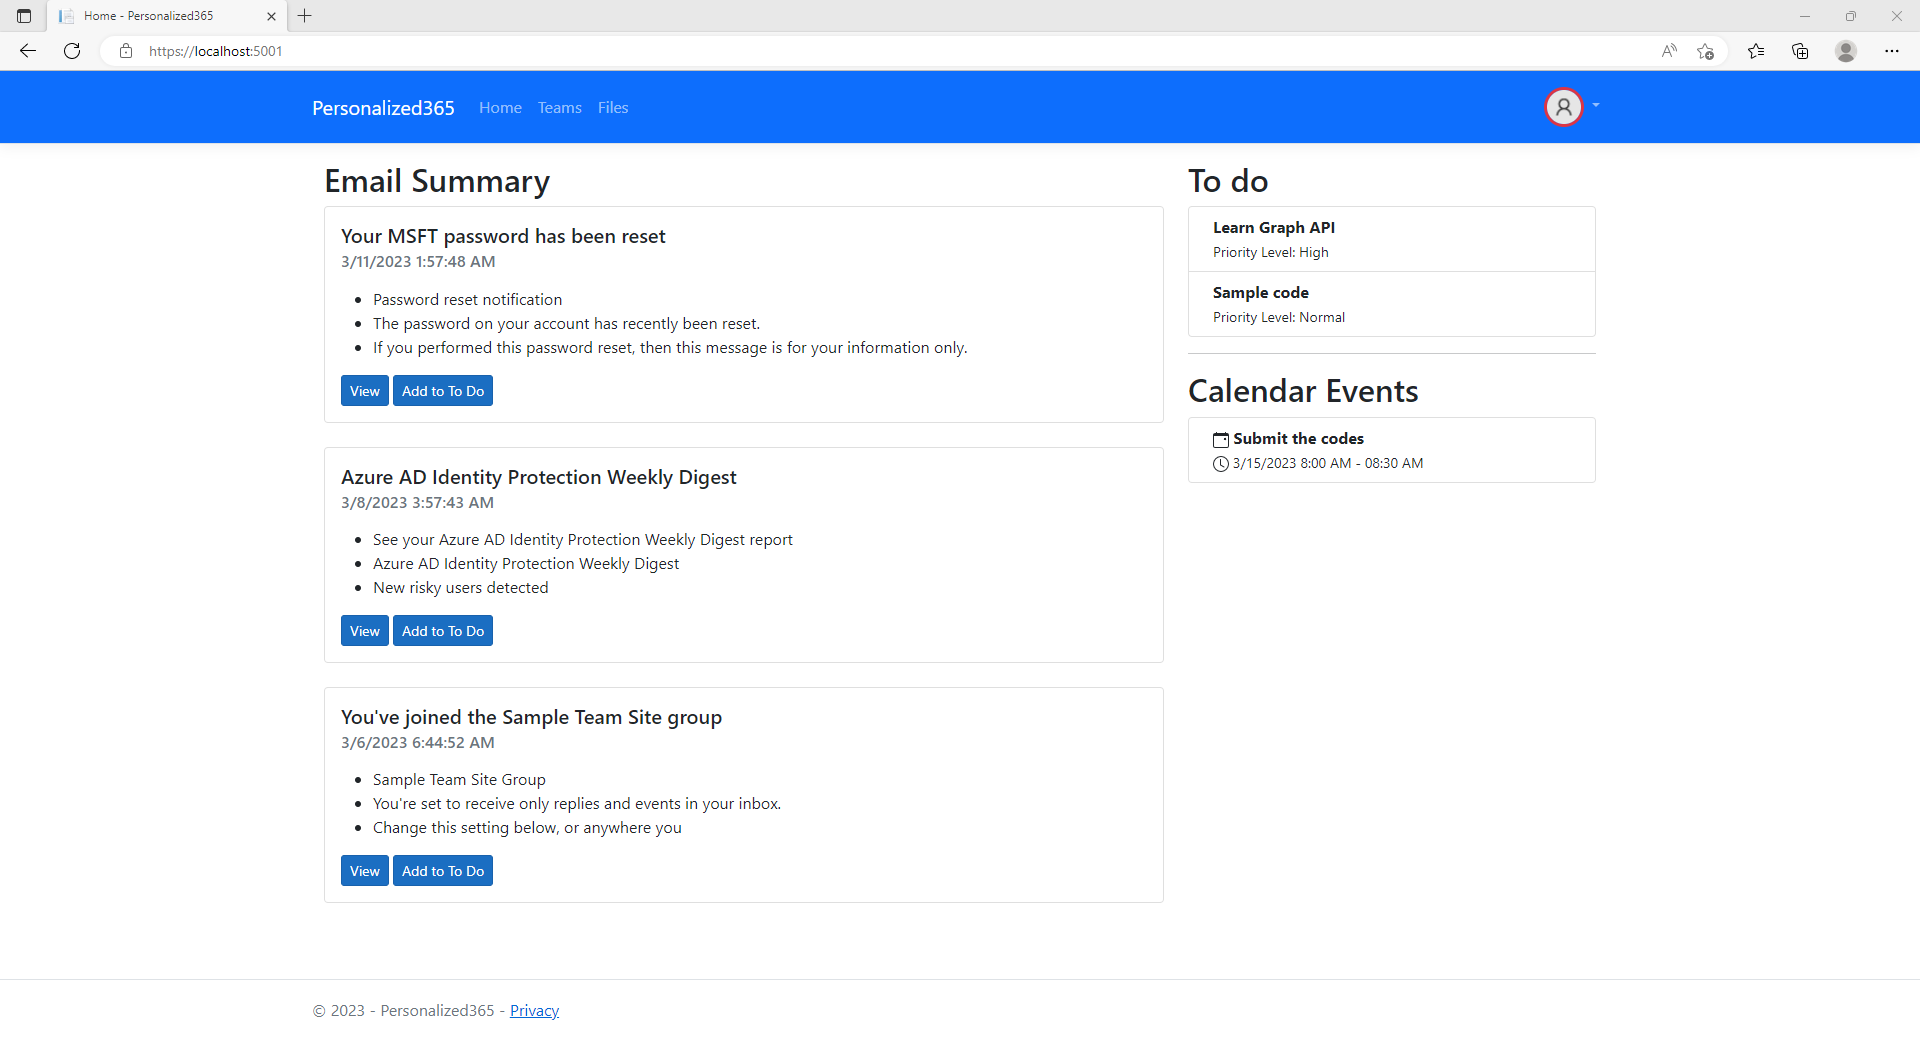 Home - Personalized365
https://localhost:5001
Personalized365 Home Teams Files
Email Summary
Your MSFT password has been reset
3/11/2023 1:57:48 AM
Password reset notification
The password on your account has recently been reset.
If you performed this password reset, then this message is for your information only.
View Add to To Do
Azure AD Identity Protection Weekly Digest
3/8/2023 3:57:43 AM
See your Azure AD Identity Protection Weekly Digest report
Azure AD Identity Protection Weekly Digest
New risky users detected
View Add to To Do
You've joined the Sample Team Site group
3/6/2023 6:44:52 AM
Sample Team Site Group
You're set to receive only replies and events in your inbox.
Change this setting below, or anywhere you
View Add to To Do
To do
Learn Graph API
Priority Level: High
Sample code
Priority Level: Normal
Calendar Events
Submit the codes
3/15/2023 8:00 AM - 08:30 AM
© 2023 - Personalized365 - Privacy